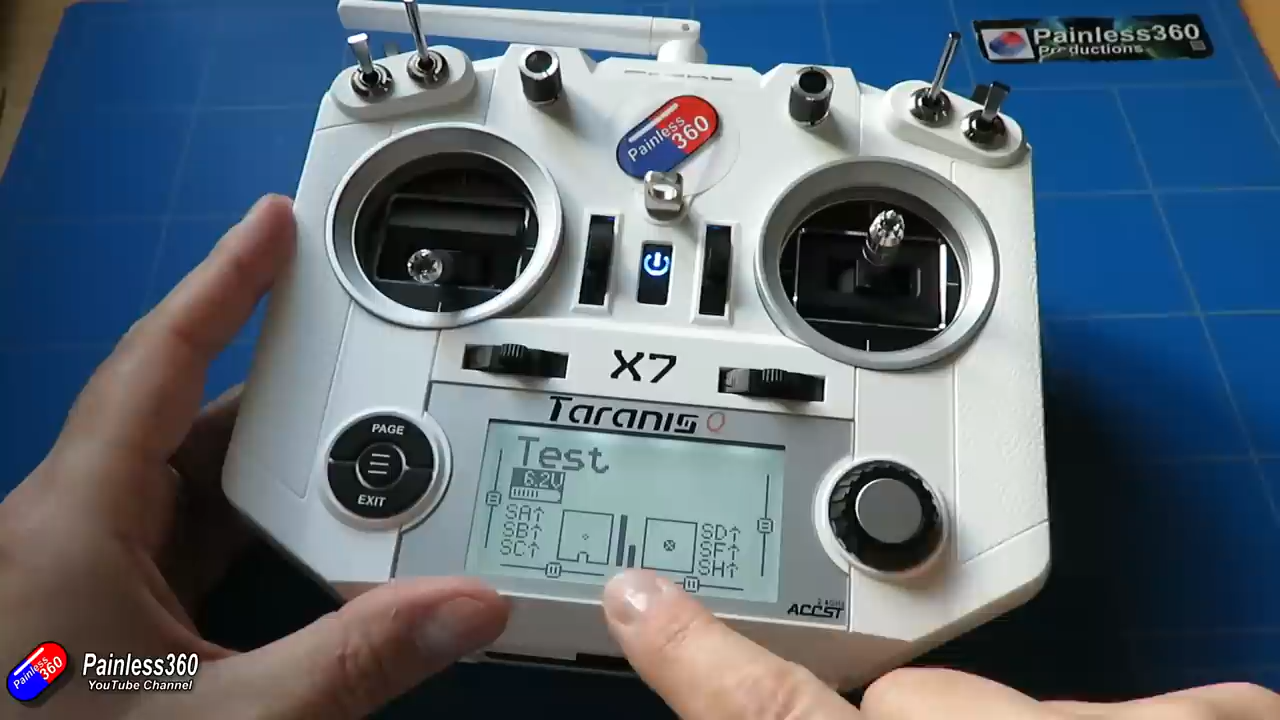 Painless360
Productions
Painless
360
X7
Taranis Q
PAGE
EXIT
Test
6.2V
SA↑
SB↑
SC↑
SD↑
SF↑
SH↑
ACCST
Painless
360
Painless360
YouTube Channel